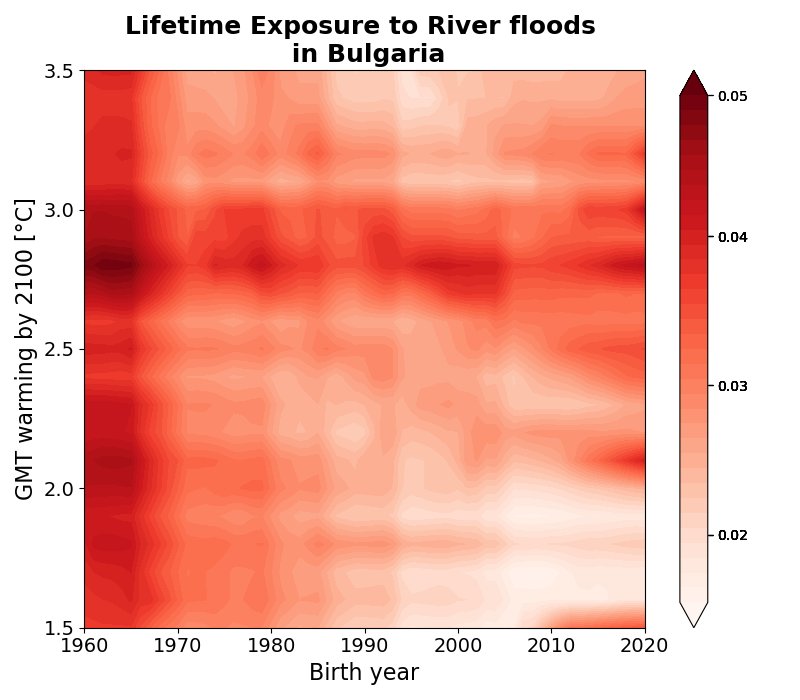 Lifetime Exposure to River floods
in Bulgaria
3.5
3.0
2.5
2.0
1.5
GMT warming by 2100 [°C]
1960 1970 1980 1990 2000 2010 2020
Birth year
0.05
0.04
0.03
0.02